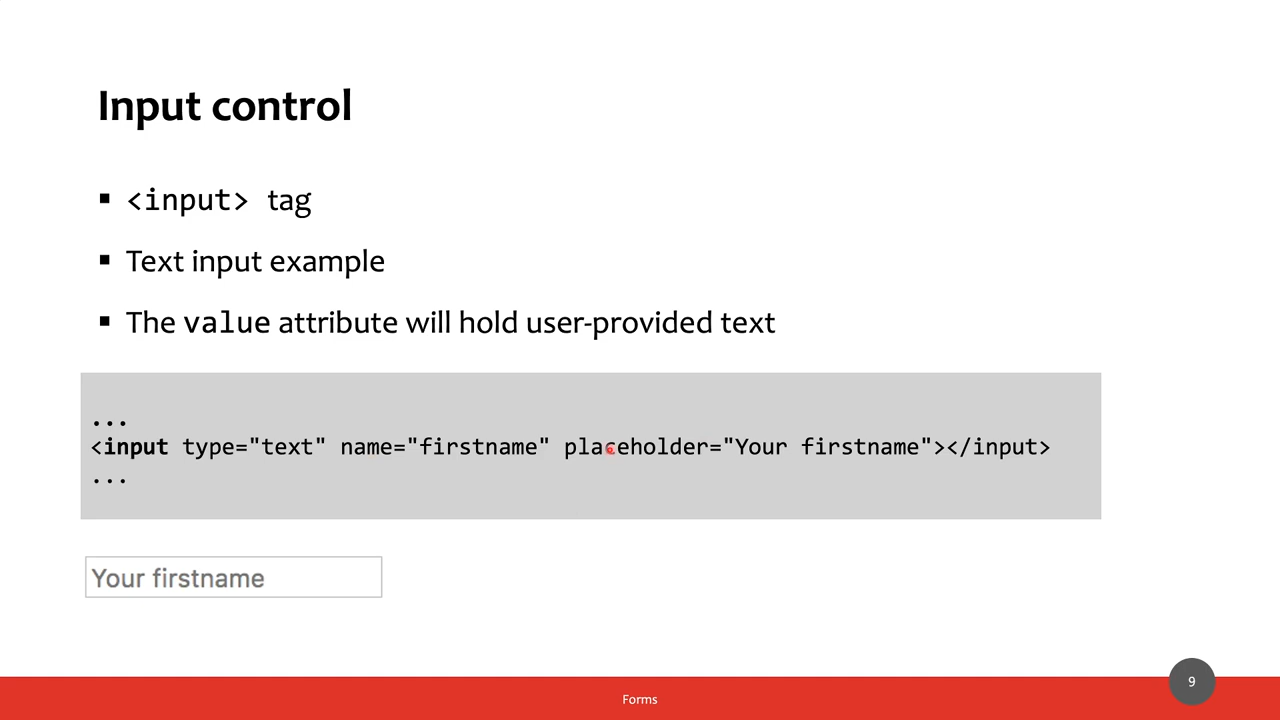 Input control
▪ <input> tag
▪ Text input example
▪ The value attribute will hold user-provided text
...
<input type="text" name="firstname" placeholder="Your firstname"></input>
...
Your firstname
9
Forms